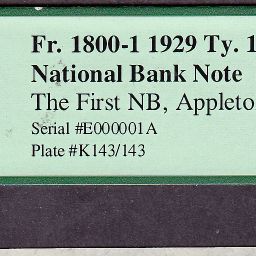 Fr. 1800-1 1929 Ty. 1
National Bank Note
The First NB, Appleto
Serial #E000001A
Plate #K143/143